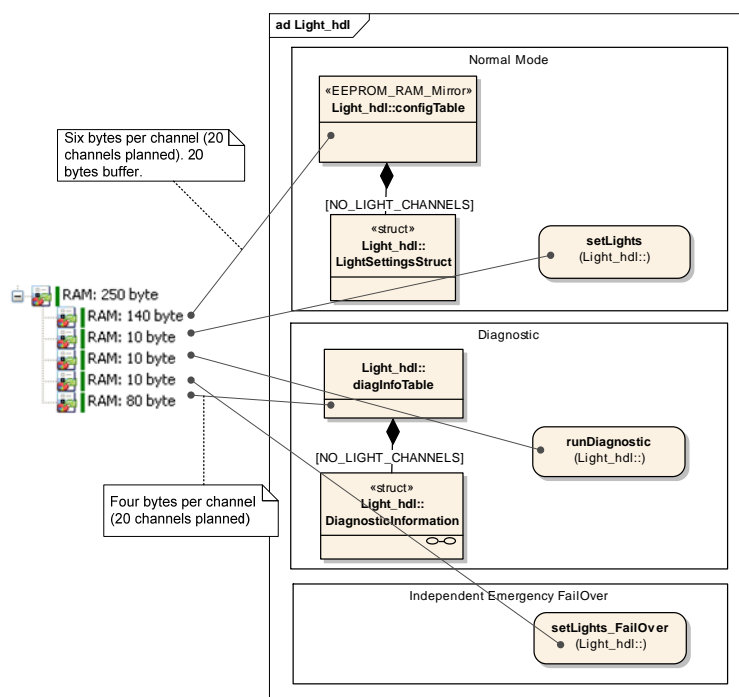 ad Light_hdl
Normal Mode
«EEPROM_RAM_Mirror»
Light_hdl::configTable
Six bytes per channel (20
channels planned). 20
bytes buffer.
[NO_LIGHT_CHANNELS]
«struct»
Light_hdl::
LightSettingsStruct
setLights
(Light_hdl::)
RAM: 250 byte
RAM: 140 byte
RAM: 10 byte
RAM: 10 byte
RAM: 10 byte
RAM: 80 byte
Diagnostic
Light_hdl::
diagInfoTable
[NO_LIGHT_CHANNELS]
runDiagnostic
(Light_hdl::)
«struct»
Light_hdl::
DiagnosticInformation
Four bytes per channel
(20 channels planned)
Independent Emergency FailOver
setLights_FailOver
(Light_hdl::)